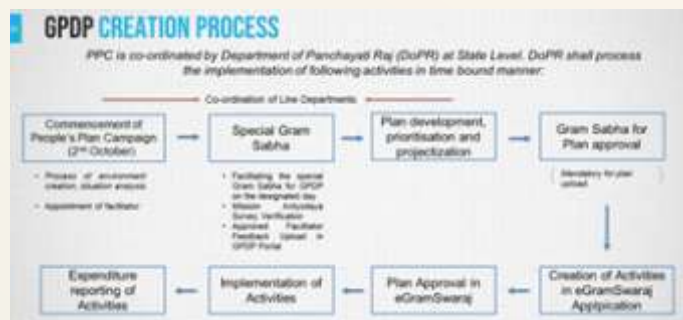 GPDP CREATION PROCESS
PPC is co-ordinated by Department of Panchayati Raj (DoPR) at State Level. DoPR shall process
the implementation of following activities in time bound manner:
Co-ordination of Line Departments
Commencement of
People's Plan Campaign
(2nd October)
Special Gram
Sabha
Plan development,
prioritisation and
projectization
Gram Sabha for
Plan approval
• Process of environment
creation, situation analysis
• Appointment of facilitator
• Facilitating the special
Gram Sabha for GPDP
on the designated day
• Mission Antyodaya
Survey Verification
• Approved Facilitator
Feedback Upload in
GPDP Portal
( Mandatory for plan
upload
Expenditure
reporting of
Activities
Implementation of
Activities
Plan Approval in
eGramSwaraj
Creation of Activities
in eGramSwaraj
Applpication